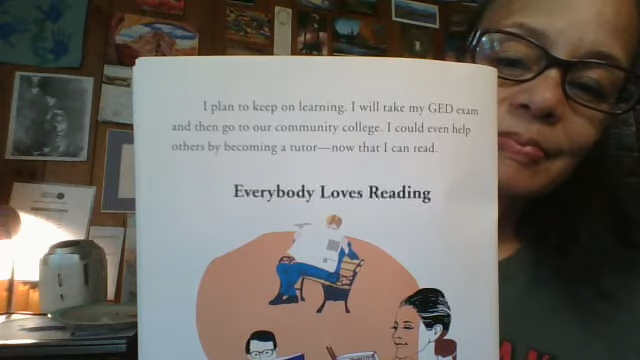 I plan to keep on learning. I will take my GED exam
and then go to our community college. I could even help
others by becoming a tutor—now that I can read.
Everybody Loves Reading